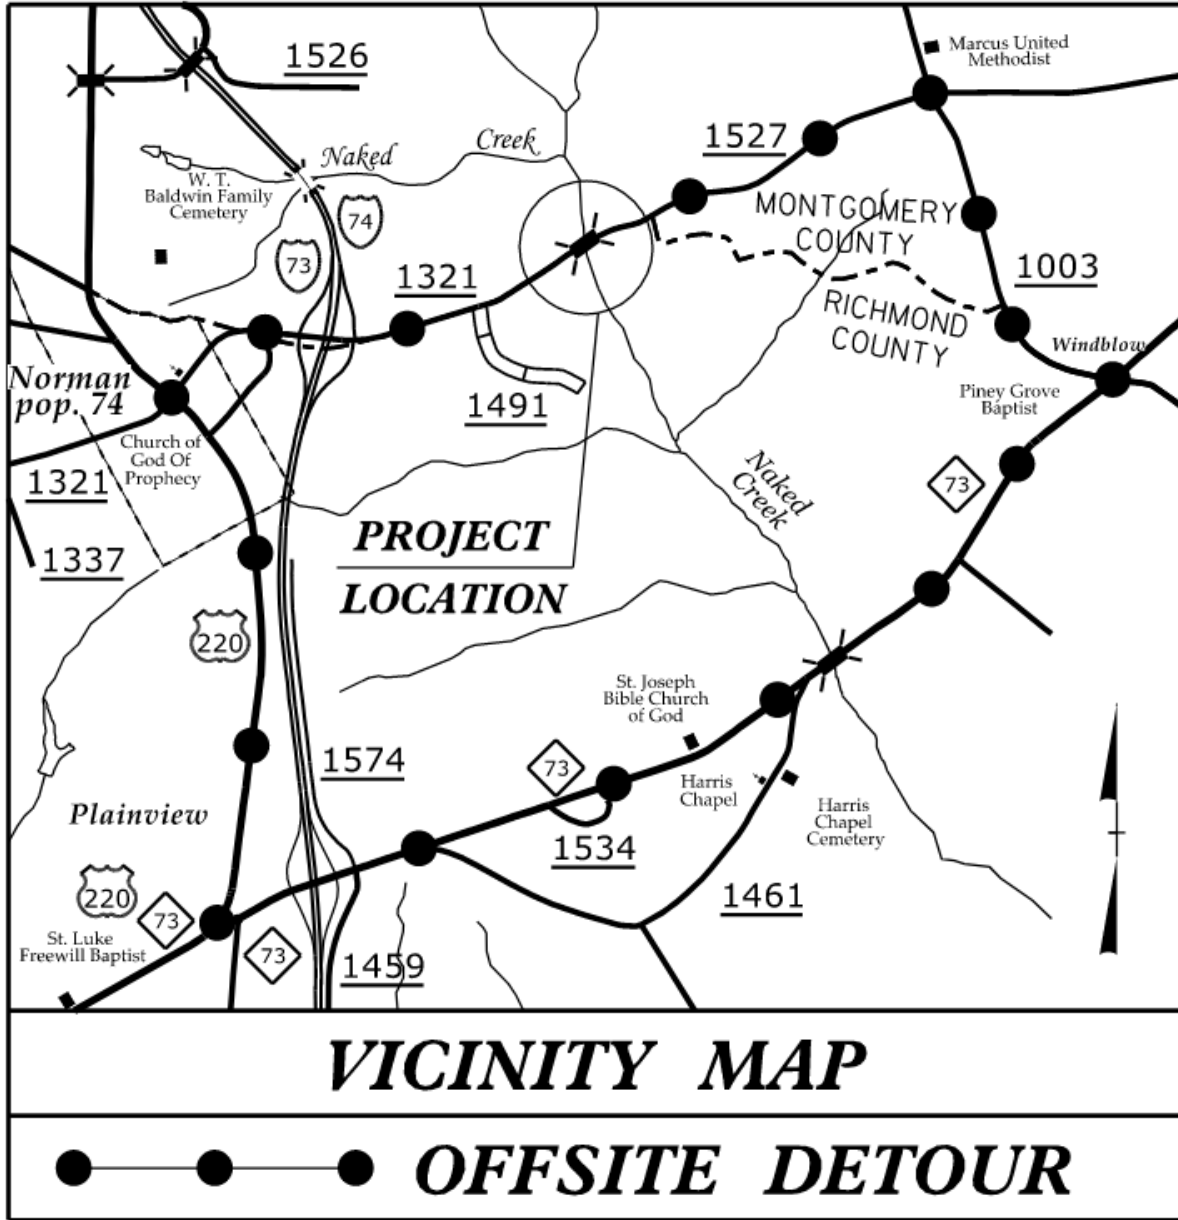 1526
Marcus United
Methodist
1527
Naked
Creek
W. T.
Baldwin Family
Cemetery
74
73
MONTGOMERY
COUNTY
1003
1321
RICHMOND
COUNTY
Windblow
Norman
pop. 74
1491
Piney Grove
Baptist
Church of
God Of
Prophecy
1321
Naked
Creek
73
1337
PROJECT
LOCATION
220
St. Joseph
Bible Church
of God
1574
73
Harris
Chapel
Harris
Chapel
Cemetery
Plainview
1534
220
73
1461
St. Luke
Freewill Baptist
73
1459
VICINITY MAP
OFFSITE DETOUR